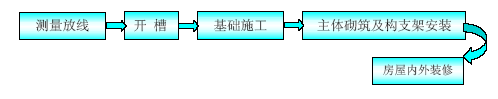 测量放线
开 槽
基础施工
主体砌筑及构支架安装
房屋内外装修